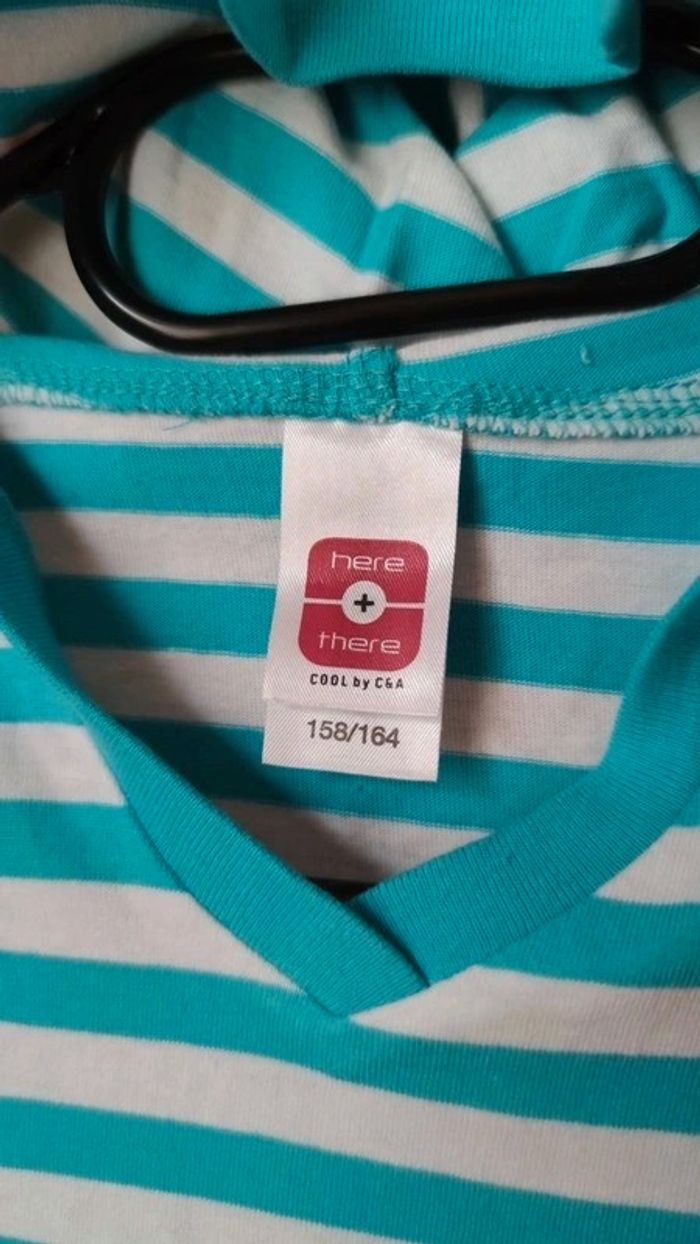 here
+
there
COOL by C&A
158/164